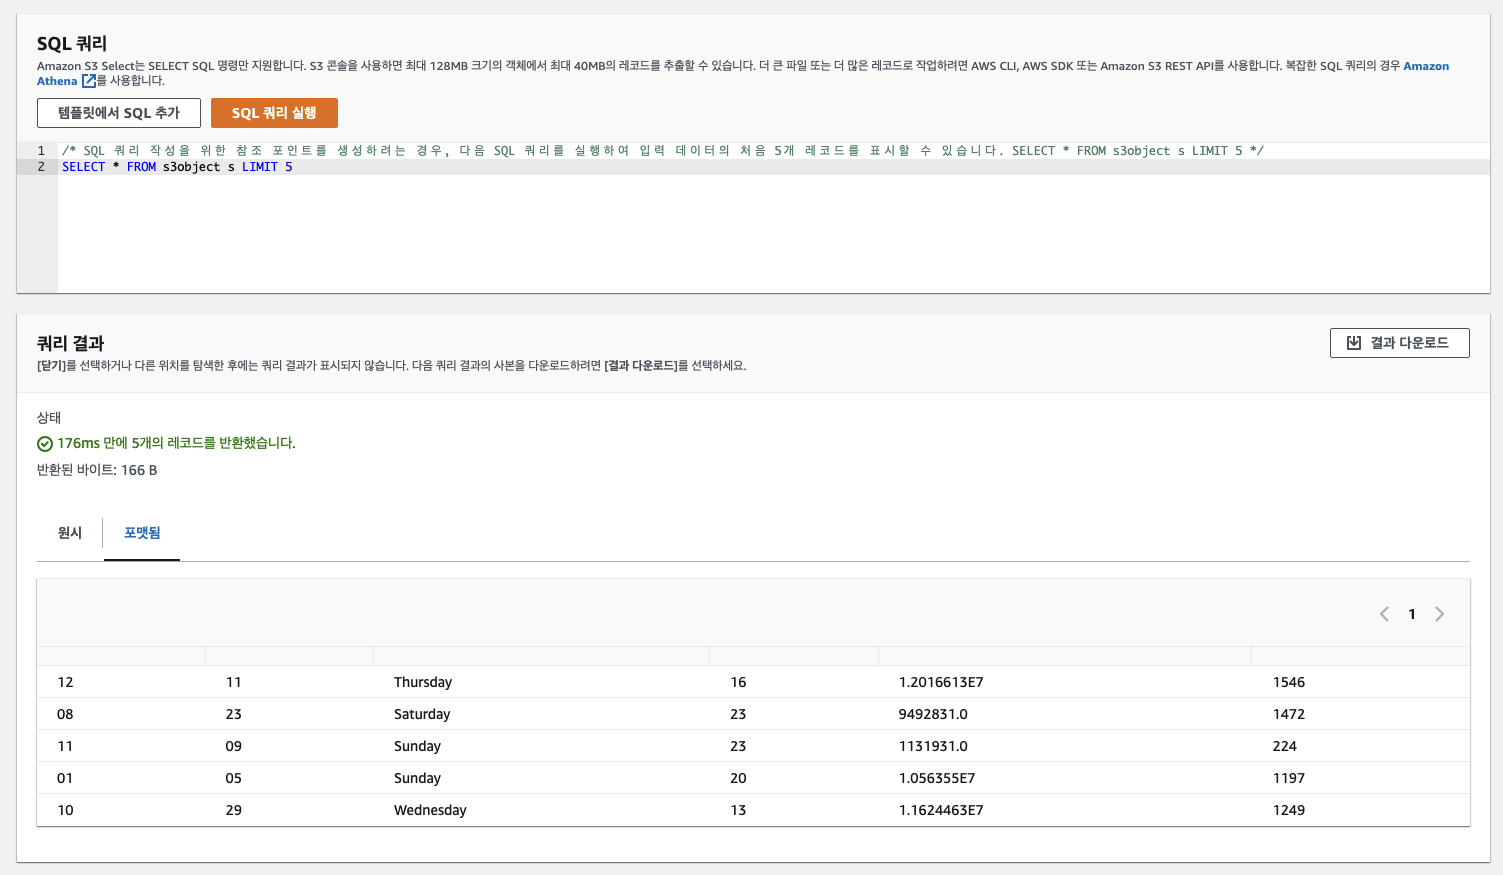 SQL 쿼리
Amazon S3 Select는 SELECT SQL 명령만 지원합니다. S3 콘솔을 사용하면 최대 128MB 크기의 객체에서 최대 40MB의 레코드를 추출할 수 있습니다. 더 큰 파일 또는 더 많은 레코드로 작업하려면 AWS CLI, AWS SDK 또는 Amazon S3 REST API를 사용합니다. 복잡한 SQL 쿼리의 경우 Amazon
Athena를 사용합니다.
템플릿에서 SQL 추가 SQL 쿼리 실행
1 /* SQL 쿼리 작성을 위한 참조 포인트를 생성하려는 경우, 다음 SQL 쿼리를 실행하여 입력 데이터의 처음 5개 레코드를 표시할 수 있습니다. SELECT * FROM s3object s LIMIT 5 */
2 SELECT * FROM s3object s LIMIT 5
쿼리 결과
결과 다운로드
[닫기]를 선택하거나 다른 위치를 탐색한 후에는 쿼리 결과가 표시되지 않습니다. 다음 쿼리 결과의 사본을 다운로드하려면 [결과 다운로드]를 선택하세요.
상태
176ms 만에 5개의 레코드를 반환했습니다.
반환된 바이트: 166 B
원시 포맷됨
1
12 11 Thursday 16 1.2016613E7 1546
08 23 Saturday 23 9492831.0 1472
11 09 Sunday 23 1131931.0 224
01 05 Sunday 20 1.056355E7 1197
10 29 Wednesday 13 1.1624463E7 1249